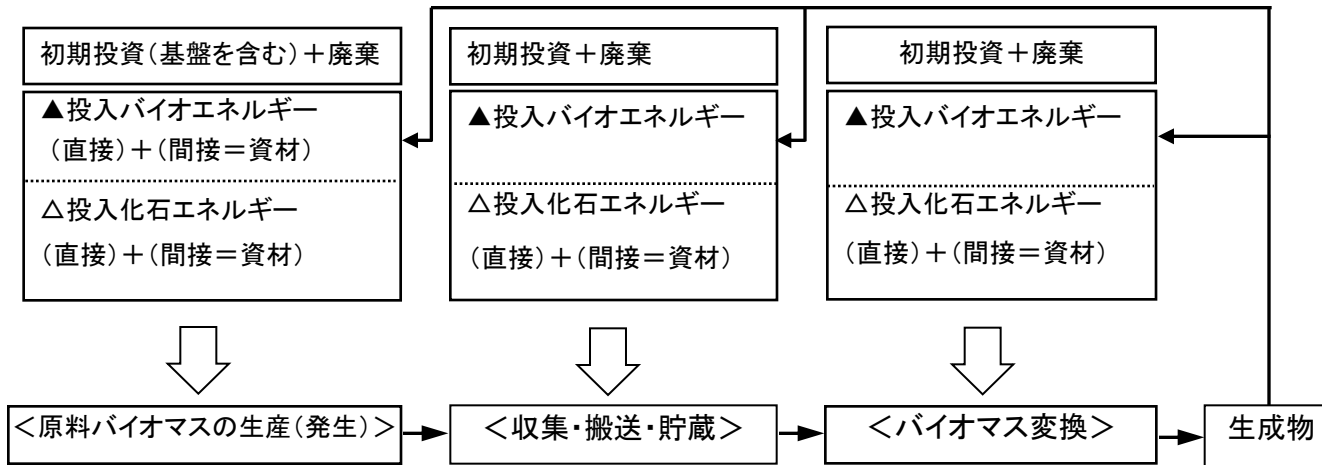 初期投資(基盤を含む)+廃棄
▲投入バイオエネルギー
(直接)+(間接=資材)
△投入化石エネルギー
(直接)+(間接=資材)
初期投資+廃棄
▲投入バイオエネルギー
△投入化石エネルギー
(直接)+(間接=資材)
初期投資+廃棄
▲投入バイオエネルギー
△投入化石エネルギー
(直接)+(間接=資材)
<原料バイオマスの生産(発生)>
<収集・搬送・貯蔵>
<バイオマス変換>
生成物